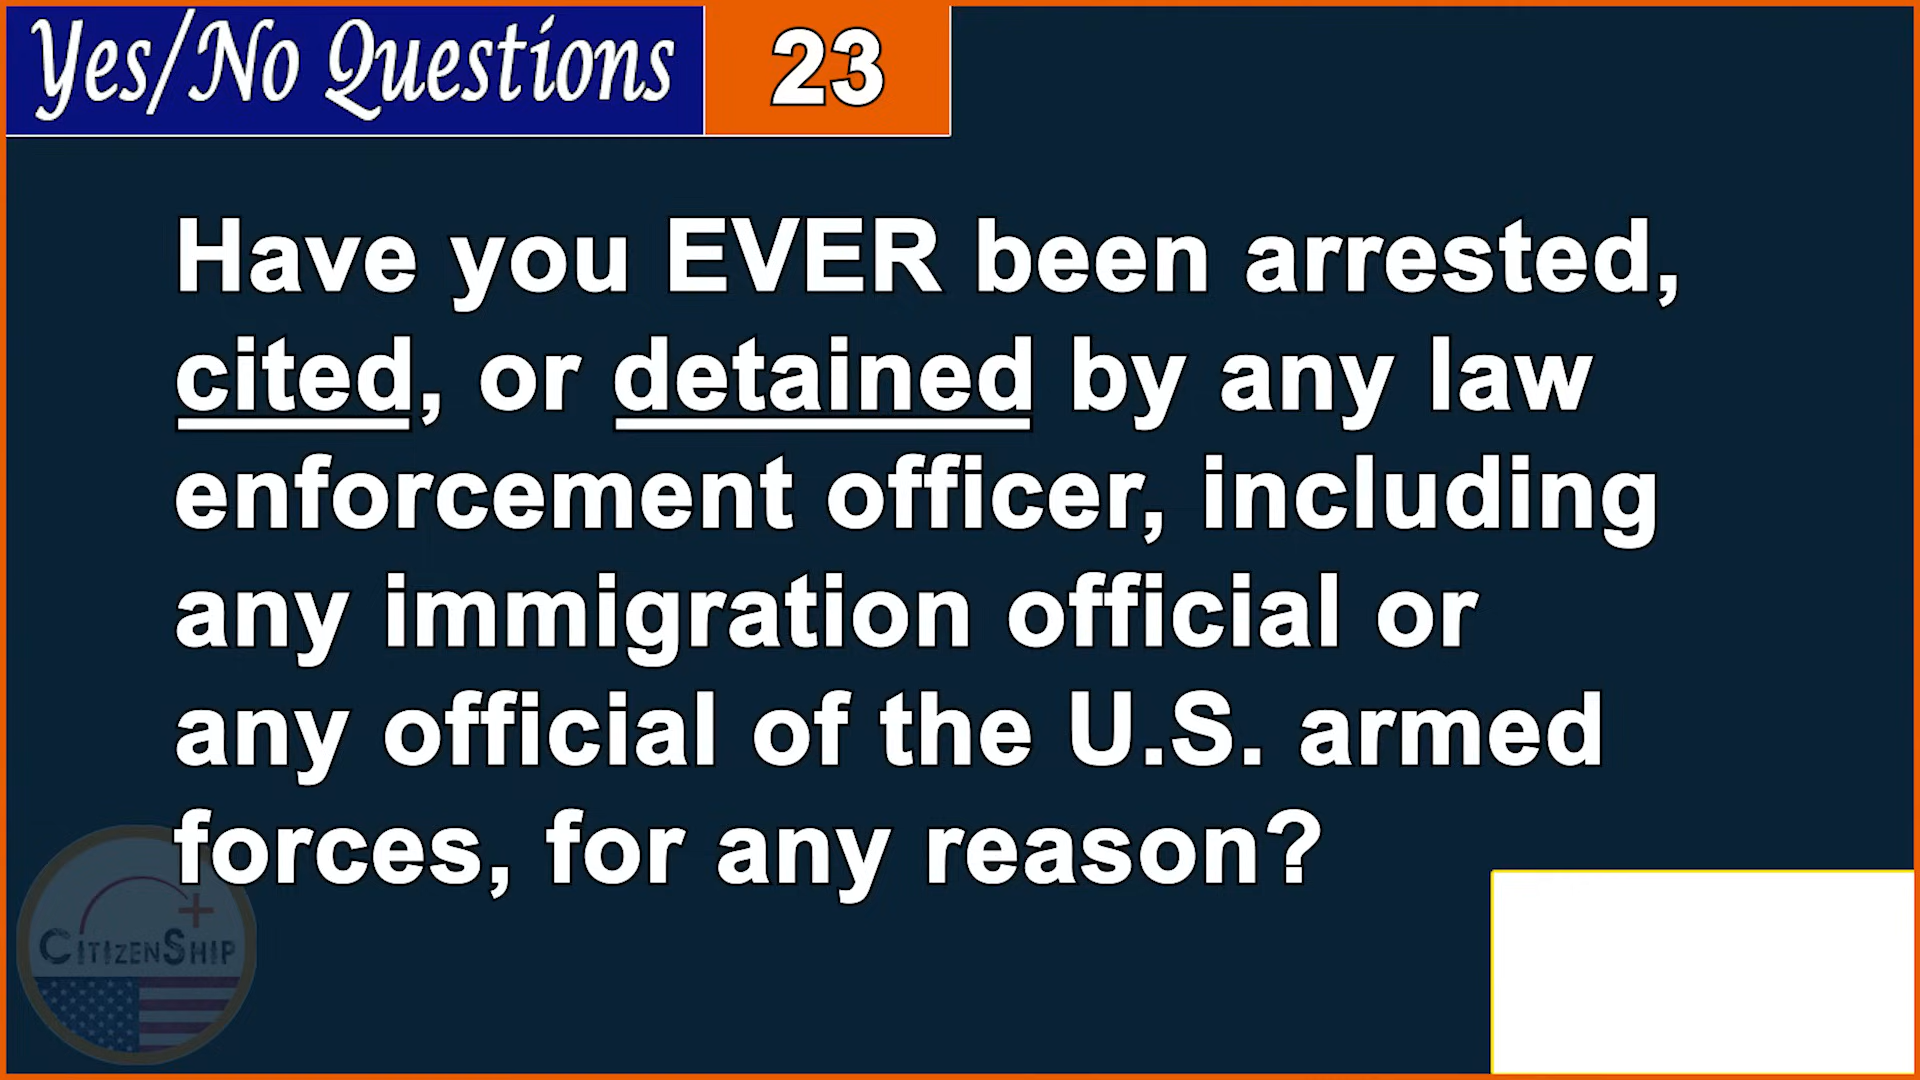 Yes/No Questions 23
Have you EVER been arrested,
cited, or detained by any law
enforcement officer, including
any immigration official or
any official of the U.S. armed
forces, for any reason?
CITIZENSHIP